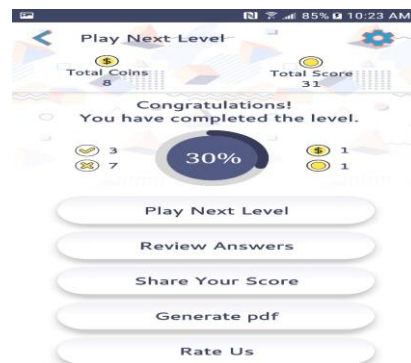 85% 10:23 AM
Play Next Level
Total Coins
8
Total Score
31
Congratulations!
You have completed the level.
3
7
30%
1
1
Play Next Level
Review Answers
Share Your Score
Generate pdf
Rate Us